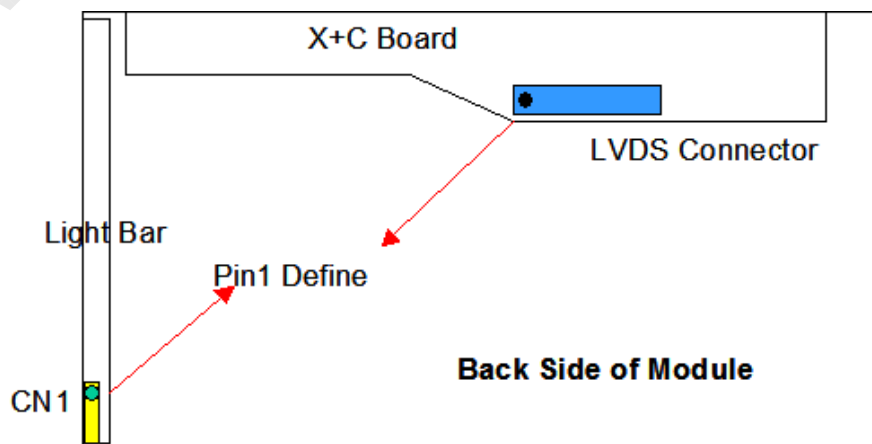 X+C Board
LVDS Connector
Light Bar
Pin1 Define
Back Side of Module
CN1